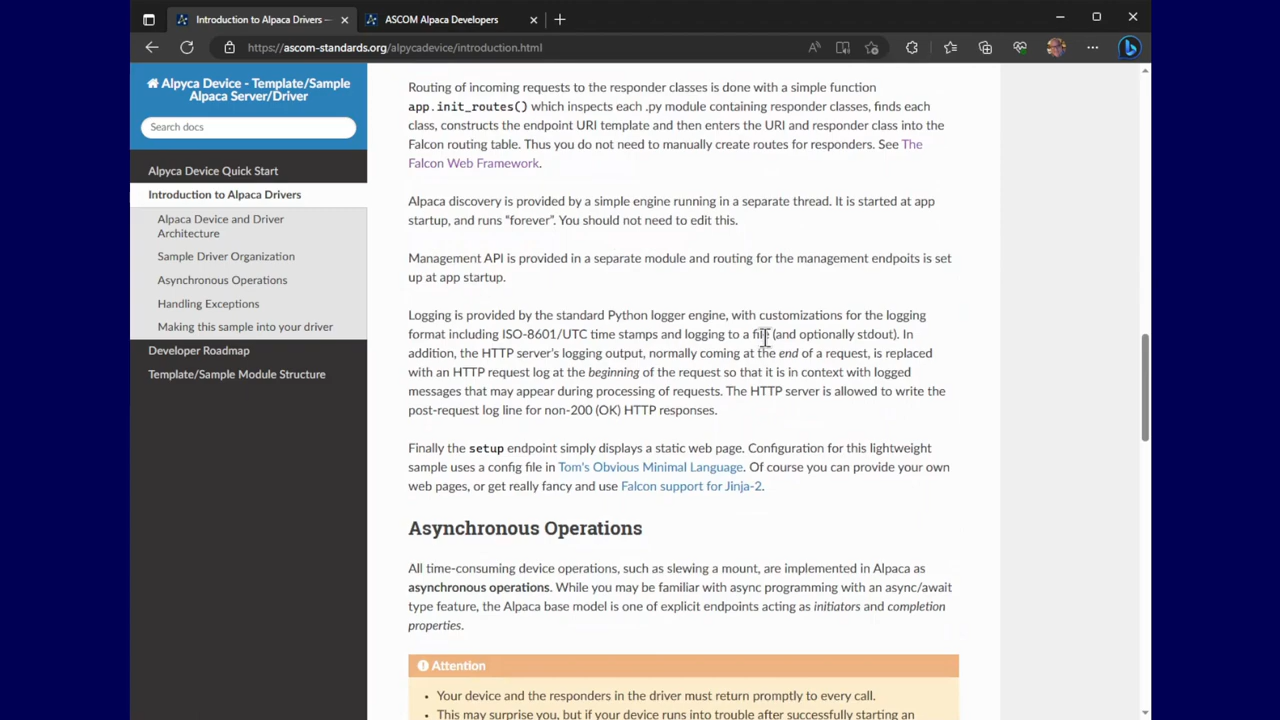 Introduction to Alpaca Drivers —
ASCOM Alpaca Developers
https://ascom-standards.org/alpycadevice/introduction.html
Alpyca Device - Template/Sample
Alpaca Server/Driver
Search docs
Alpyca Device Quick Start
Introduction to Alpaca Drivers
Alpaca Device and Driver
Architecture
Sample Driver Organization
Asynchronous Operations
Handling Exceptions
Making this sample into your driver
Developer Roadmap
Template/Sample Module Structure
Routing of incoming requests to the responder classes is done with a simple function
app.init_routes() which inspects each .py module containing responder classes, finds each
class, constructs the endpoint URI template and then enters the URI and responder class into the
Falcon routing table. Thus you do not need to manually create routes for responders. See The
Falcon Web Framework.
Alpaca discovery is provided by a simple engine running in a separate thread. It is started at app
startup, and runs “forever”. You should not need to edit this.
Management API is provided in a separate module and routing for the management endpoits is set
up at app startup.
Logging is provided by the standard Python logger engine, with customizations for the logging
format including ISO-8601/UTC time stamps and logging to a file (and optionally stdout). In
addition, the HTTP server’s logging output, normally coming at the end of a request, is replaced
with an HTTP request log at the beginning of the request so that it is in context with logged
messages that may appear during processing of requests. The HTTP server is allowed to write the
post-request log line for non-200 (OK) HTTP responses.
Finally the setup endpoint simply displays a static web page. Configuration for this lightweight
sample uses a config file in Tom’s Obvious Minimal Language. Of course you can provide your own
web pages, or get really fancy and use Falcon support for Jinja-2.
Asynchronous Operations
All time-consuming device operations, such as slewing a mount, are implemented in Alpaca as
asynchronous operations. While you may be familiar with async programming with an async/await
type feature, the Alpaca base model is one of explicit endpoints acting as initiators and completion
properties.
Attention
• Your device and the responders in the driver must return promptly to every call.
• This may surprise you, but if your device runs into trouble after successfully starting an